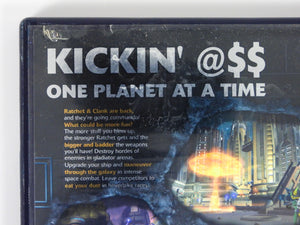 KICKIN' @$$
ONE PLANET AT A TIME
Ratchet & Clank are back,
and they're going commando!
What could be more fun?
The more stuff you blow up,
the stronger Ratchet gets and the
bigger and badder the weapons
you'll have! Destroy hordes of
enemies in gladiator arenas.
Upgrade your ship and maneuver
through the galaxy in intense
space combat. Leave competitors to
eat your dust in hoverbike races!